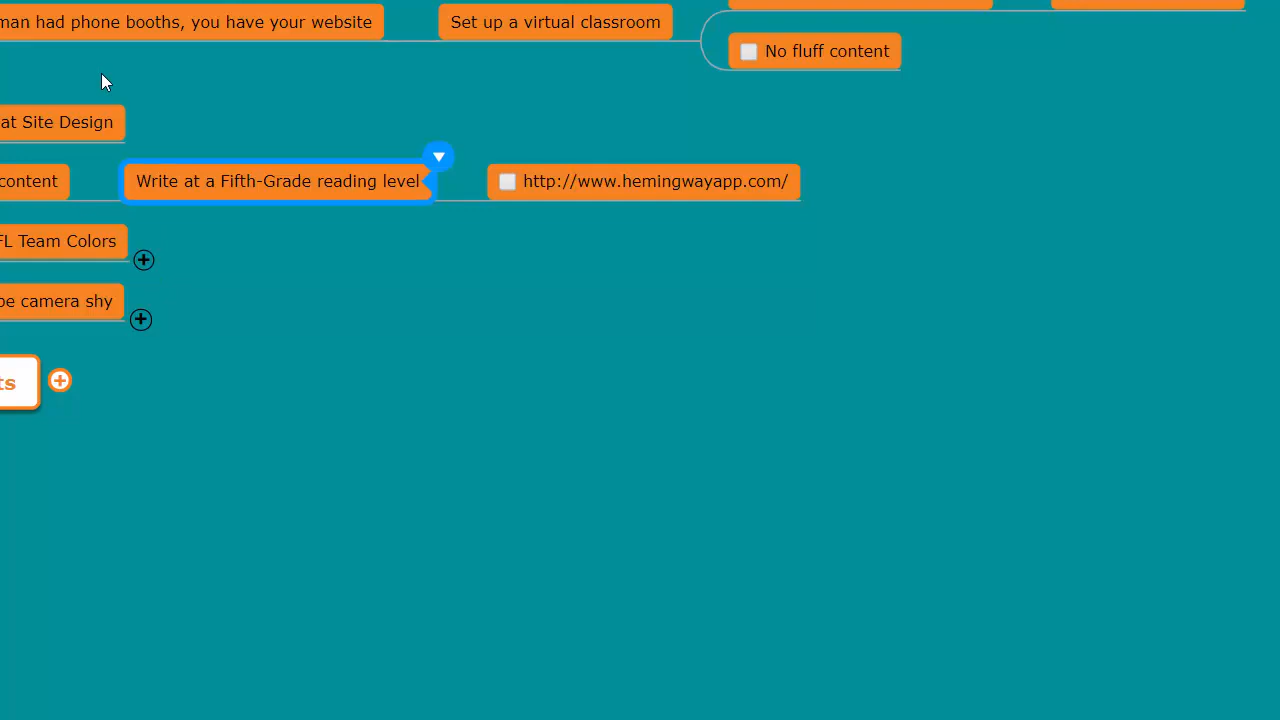 man had phone booths, you have your website
Set up a virtual classroom
No fluff content
at Site Design
content
Write at a Fifth-Grade reading level
http://www.hemingwayapp.com/
FL Team Colors
be camera shy
ts